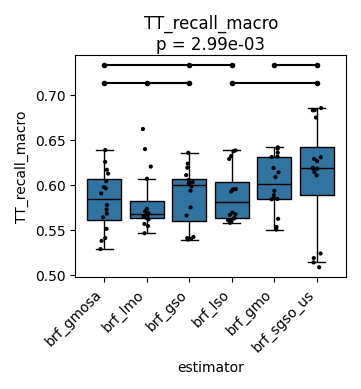 TT_recall_macro
p = 2.99e-03
TT_recall_macro
0.70
0.65
0.60
0.55
0.50
brf_gmosa
brf_lmo
brf_gso
brf_lso
brf_gmo
brf_sgso_us
estimator